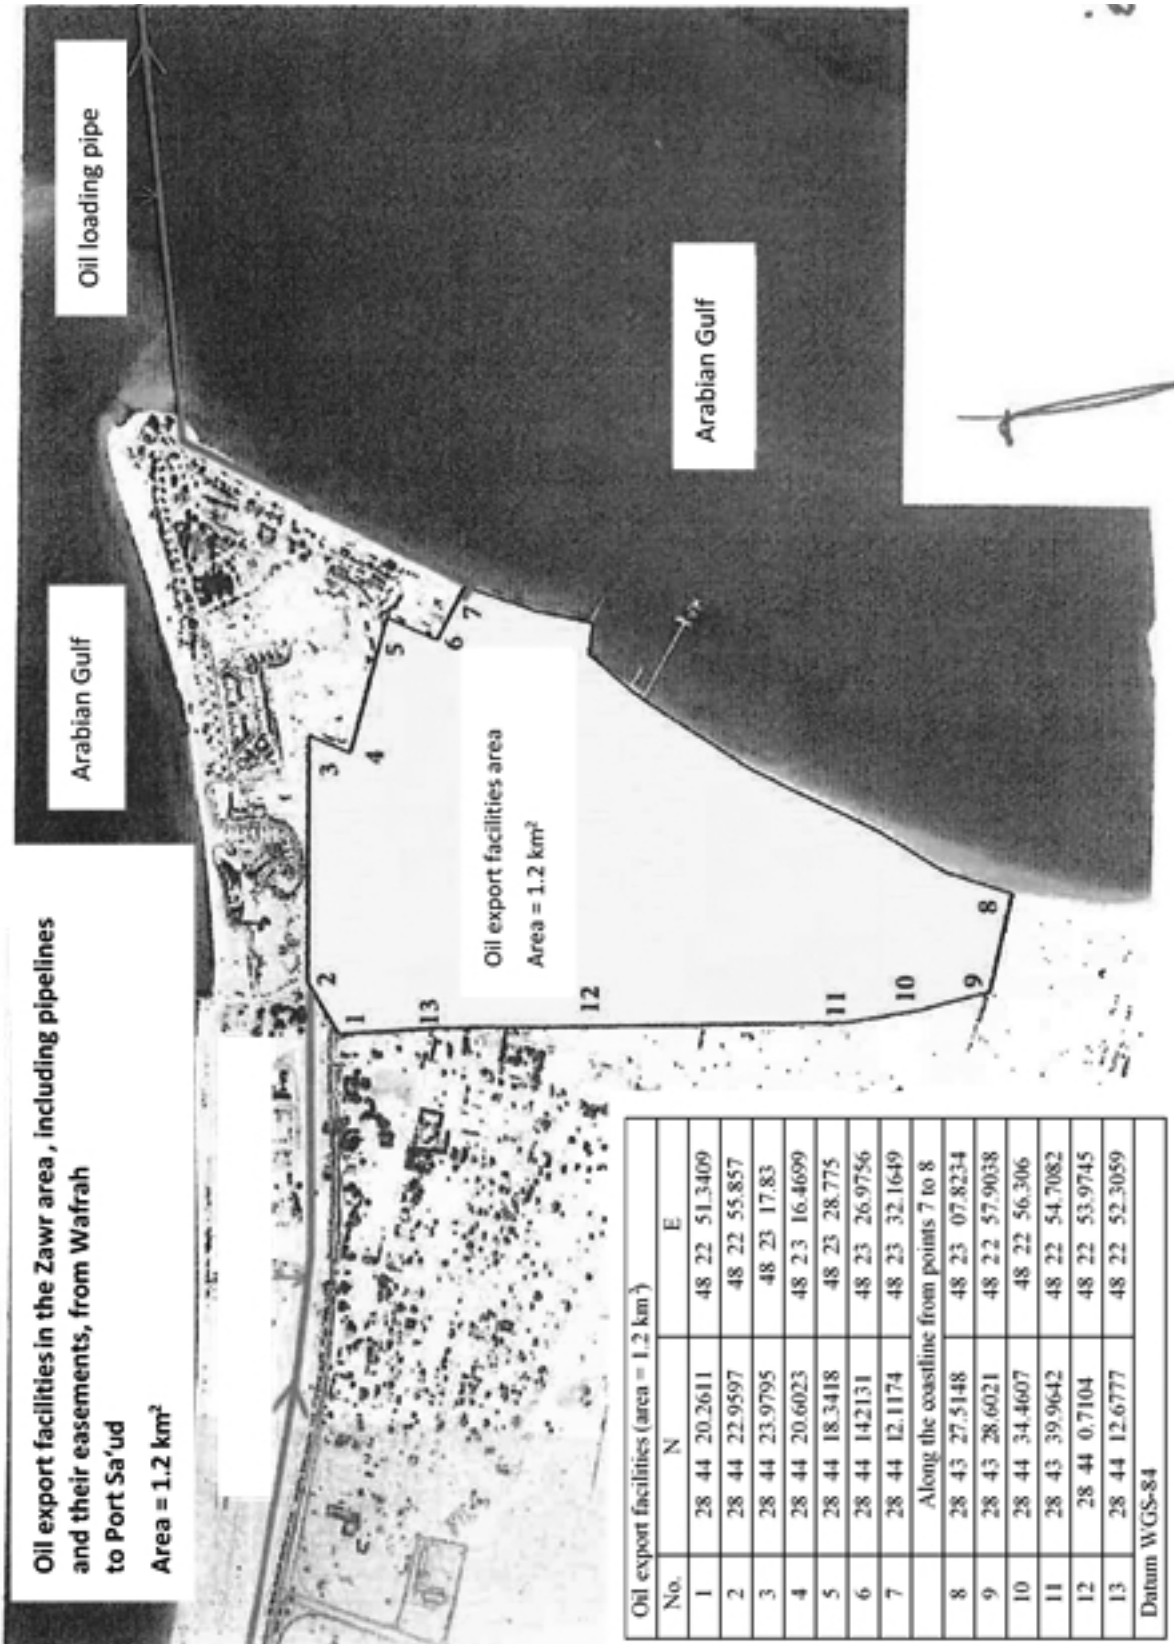 Oil export facilities in the Zawr area , including pipelines
and their easements, from Wafrah
to Port Sa‘ud
Area = 1.2 km²
Arabian Gulf
Oil loading pipe
Arabian Gulf
Oil export facilities area
Area = 1.2 km²
1
2
3
4
5
6
7
8
9
10
11
12
13
Oil export facilities (area = 1.2 km²)
No. N E
1 28 44 20.2611 48 22 51.3409
2 28 44 22.9597 48 22 55.857
3 28 44 23.9795 48 23 17.83
4 28 44 20.6023 48 23 16.4699
5 28 44 18.3418 48 23 28.775
6 28 44 14.2131 48 23 26.9756
7 28 44 12.1174 48 23 32.1649
Along the coastline from points 7 to 8
8 28 43 27.5148 48 23 07.8234
9 28 43 28.6021 48 22 57.9038
10 28 44 34.4607 48 22 56.306
11 28 43 39.9642 48 22 54.7082
12 28 44 0.7104 48 22 53.9745
13 28 44 12.6777 48 22 52.3059
Datum WGS-84